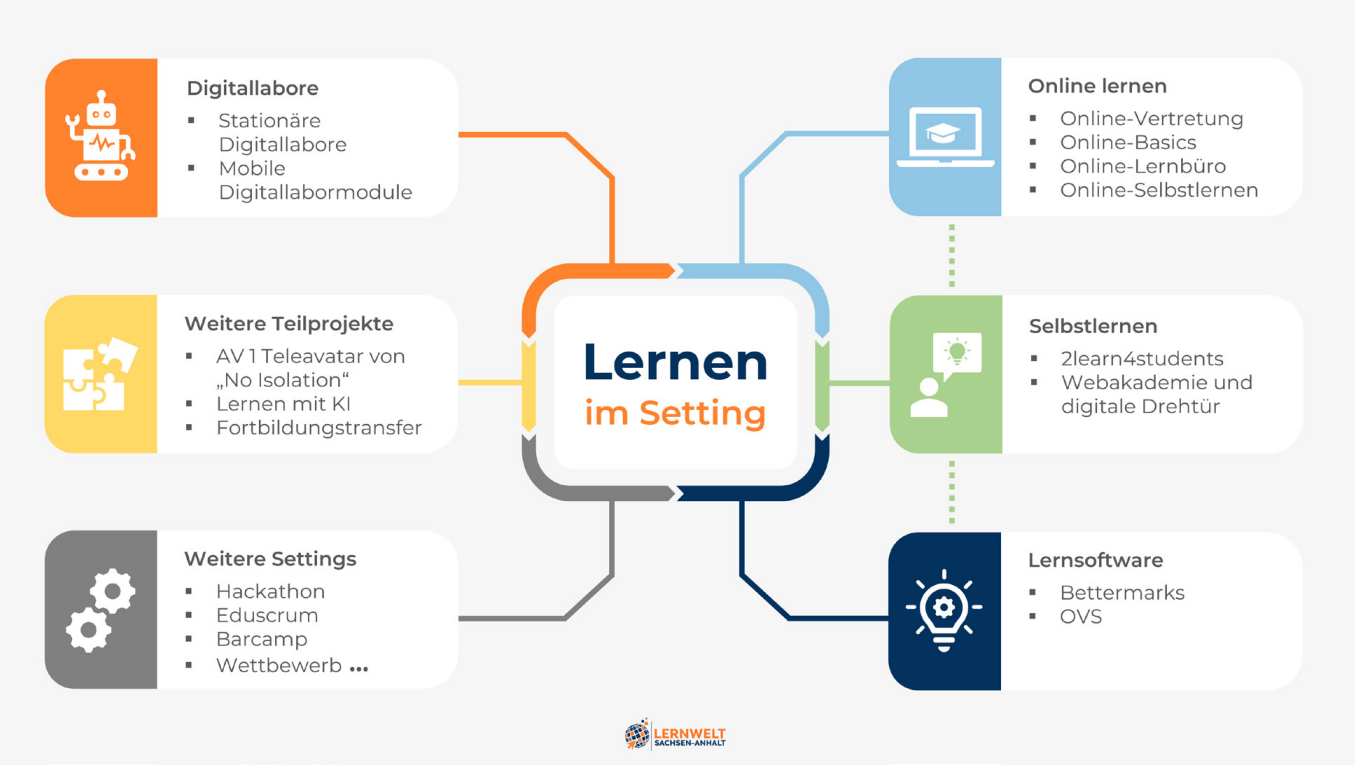 Digitallabore
▪ Stationäre
Digitallabore
▪ Mobile
Digitallabormodule
Weitere Teilprojekte
▪ AV 1 Teleavatar von
„No Isolation“
▪ Lernen mit KI
▪ Fortbildungstransfer
Weitere Settings
▪ Hackathon
▪ Eduscrum
▪ Barcamp
▪ Wettbewerb ...
Lernen
im Setting
Online lernen
▪ Online-Vertretung
▪ Online-Basics
▪ Online-Lernbüro
▪ Online-Selbstlernen
Selbstlernen
▪ 2learn4students
▪ Webakademie und
digitale Drehtür
Lernsoftware
▪ Bettermarks
▪ OVS
LERNWELT
SACHSEN-ANHALT